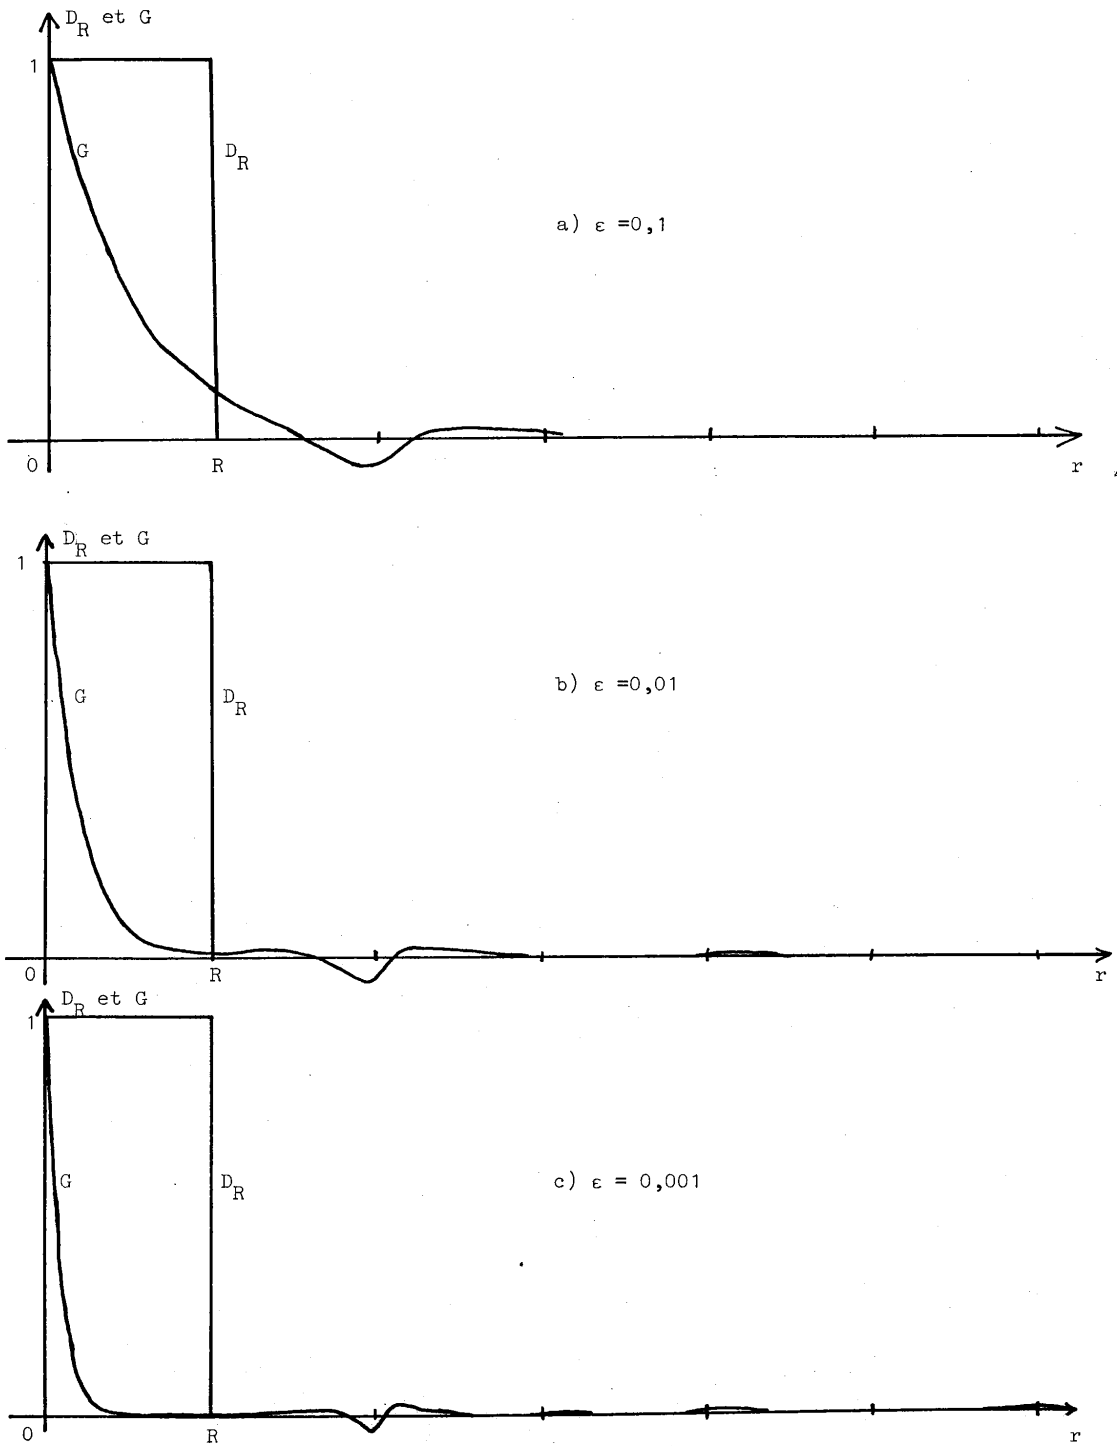 D_R et G
1
G
D_R
a) ε =0,1
0
R
r
D_R et G
1
G
D_R
b) ε =0,01
0
R
r
D_R et G
1
G
D_R
c) ε = 0,001
0
R
r